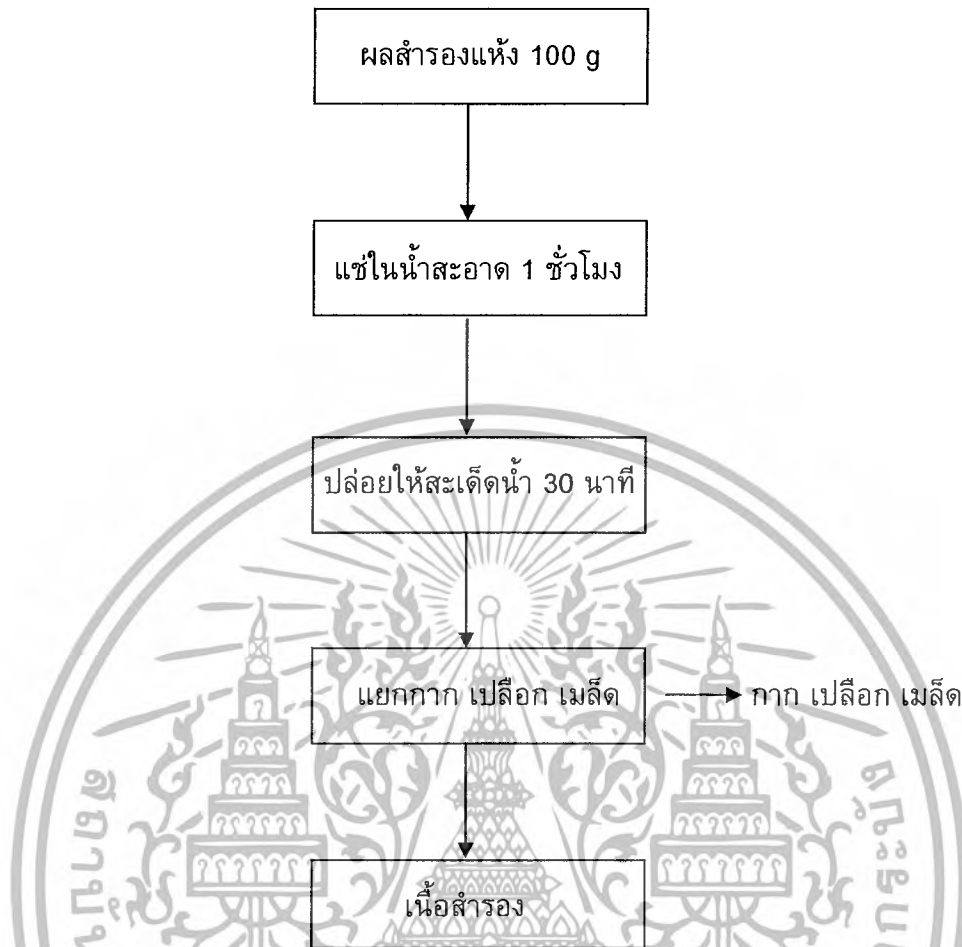 ผลสำรองแห้ง 100 g
แช่ในน้ำสะอาด 1 ชั่วโมง
ปล่อยให้สะเด็ดน้ำ 30 นาที
แยกกาก เปลือก เมล็ด
กาก เปลือก เมล็ด
เนื้อสำรอง